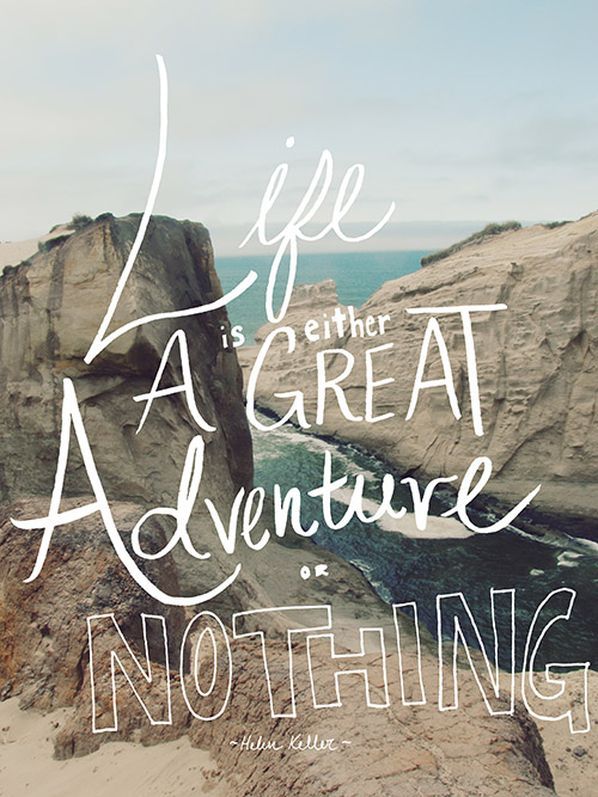 Life
is either
A GREAT
Adventure
OR
NOTHING
~Helen Keller~